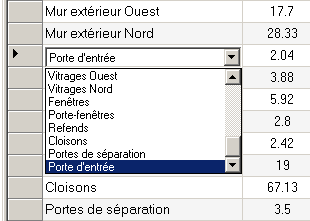 Mur extérieur Ouest 17.7
Mur extérieur Nord 28.33
Porte d'entrée 2.04
Vitrages Ouest 3.88
Vitrages Nord
Fenêtres 5.92
Porte-fenêtres
Refends 2.8
Cloisons 2.42
Portes de séparation
Porte d'entrée 19
Cloisons 67.13
Portes de séparation 3.5